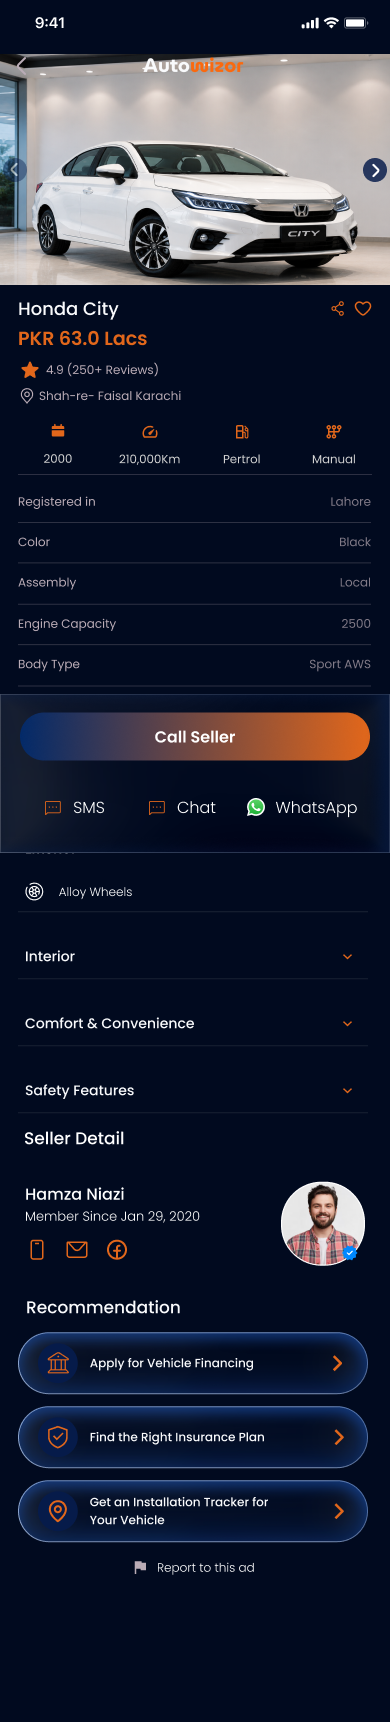 9:41
Autowizor
CITY
Honda City
PKR 63.0 Lacs
4.9 (250+ Reviews)
Shah-re- Faisal Karachi
2000 210,000Km Pertrol Manual
Registered in Lahore
Color Black
Assembly Local
Engine Capacity 2500
Body Type Sport AWS
Call Seller
SMS Chat WhatsApp
Alloy Wheels
Interior
Comfort & Convenience
Safety Features
Seller Detail
Hamza Niazi
Member Since Jan 29, 2020
Recommendation
Apply for Vehicle Financing
Find the Right Insurance Plan
Get an Installation Tracker for
Your Vehicle
Report to this ad